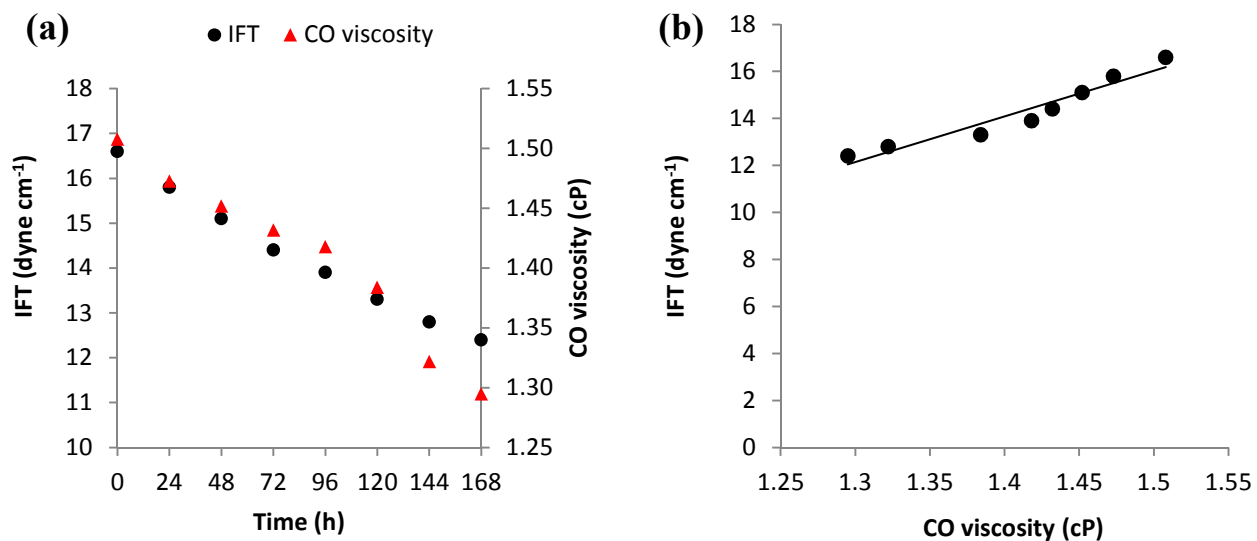 (a)
IFT CO viscosity
18
17
16
15
14
13
12
11
10
IFT (dyne cm⁻¹)
1.55
1.50
1.45
1.40
1.35
1.30
1.25
CO viscosity (cP)
0 24 48 72 96 120 144 168
Time (h)
(b)
18
16
14
12
10
8
6
4
2
0
IFT (dyne cm⁻¹)
1.25 1.3 1.35 1.4 1.45 1.5 1.55
CO viscosity (cP)